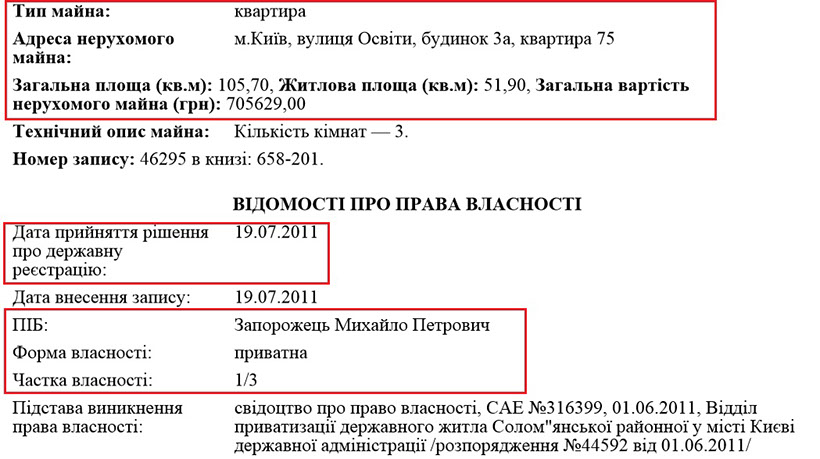 Тип майна: квартира
Адреса нерухомого майна: м.Київ, вулиця Освіти, будинок 3а, квартира 75
Загальна площа (кв.м): 105,70, Житлова площа (кв.м): 51,90, Загальна вартість
нерухомого майна (грн): 705629,00
Технічний опис майна: Кількість кімнат — 3.
Номер запису: 46295 в книзі: 658-201.
ВІДОМОСТІ ПРО ПРАВА ВЛАСНОСТІ
Дата прийняття рішення 19.07.2011
про державну
реєстрацію:
Дата внесення запису: 19.07.2011
ПІБ: Запорожець Михайло Петрович
Форма власності: приватна
Частка власності: 1/3
Підстава виникнення свідоцтво про право власності, САЕ №316399, 01.06.2011, Відділ
права власності: приватизації державного житла Солом"янської районної у місті Києві
державної адміністрації /розпорядження №44592 від 01.06.2011/